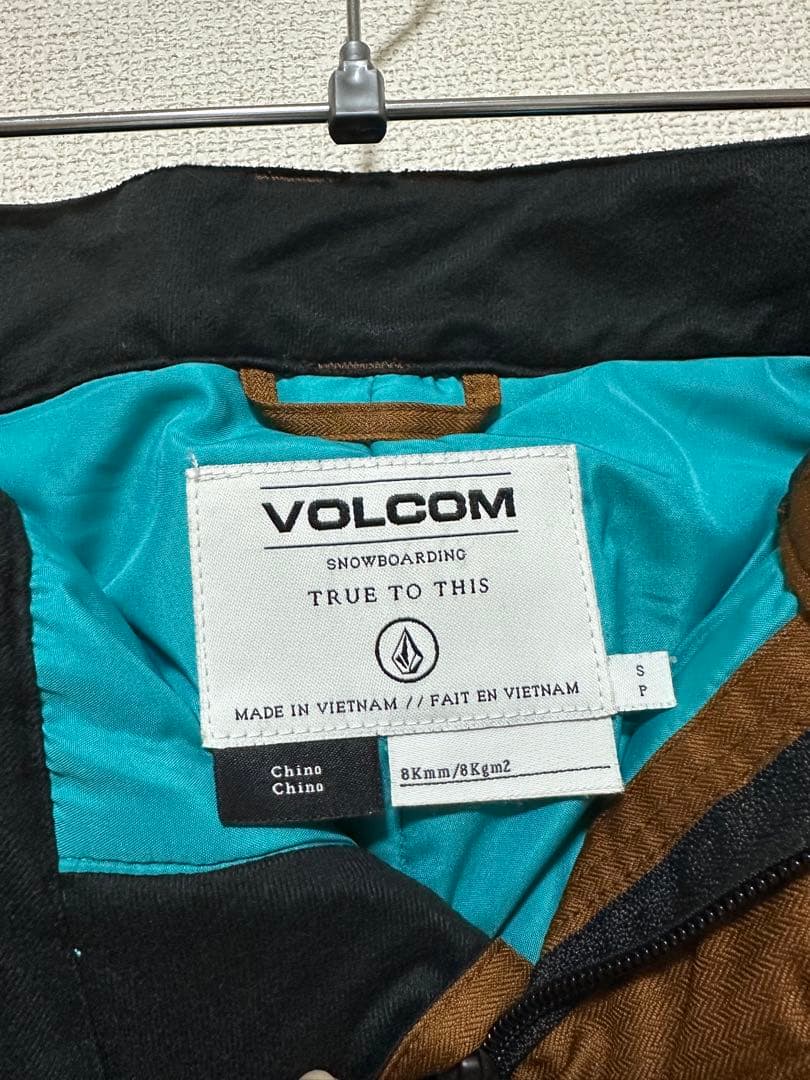 VOLCOM
SNOWBOARDING
TRUE TO THIS
MADE IN VIETNAM // FAIT EN VIETNAM
S
P
Chino
Chino
8Kmm/8Kgm2